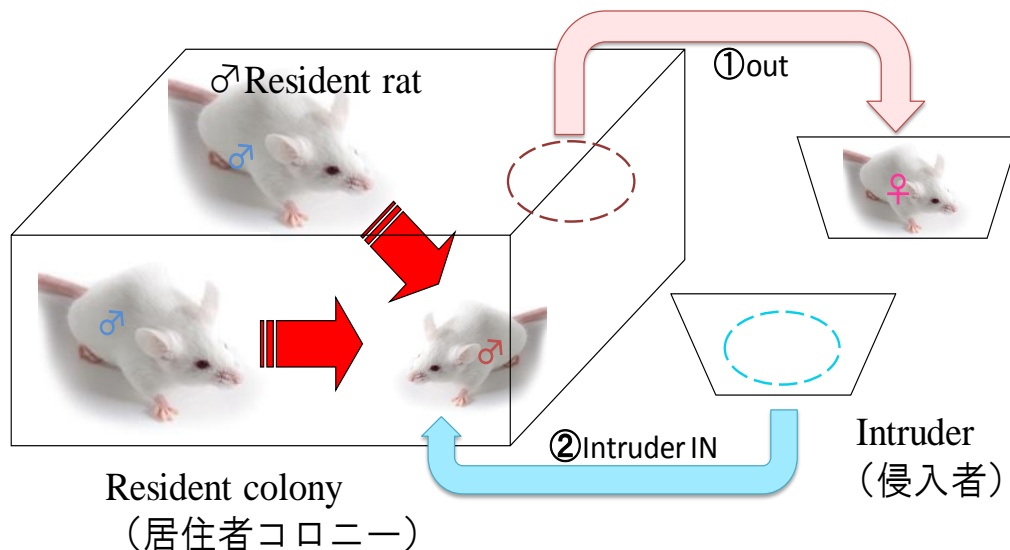 ♂Resident rat
①out
♂
♀
♂
♂
②Intruder IN
Intruder
（侵入者）
Resident colony
（居住者コロニー）